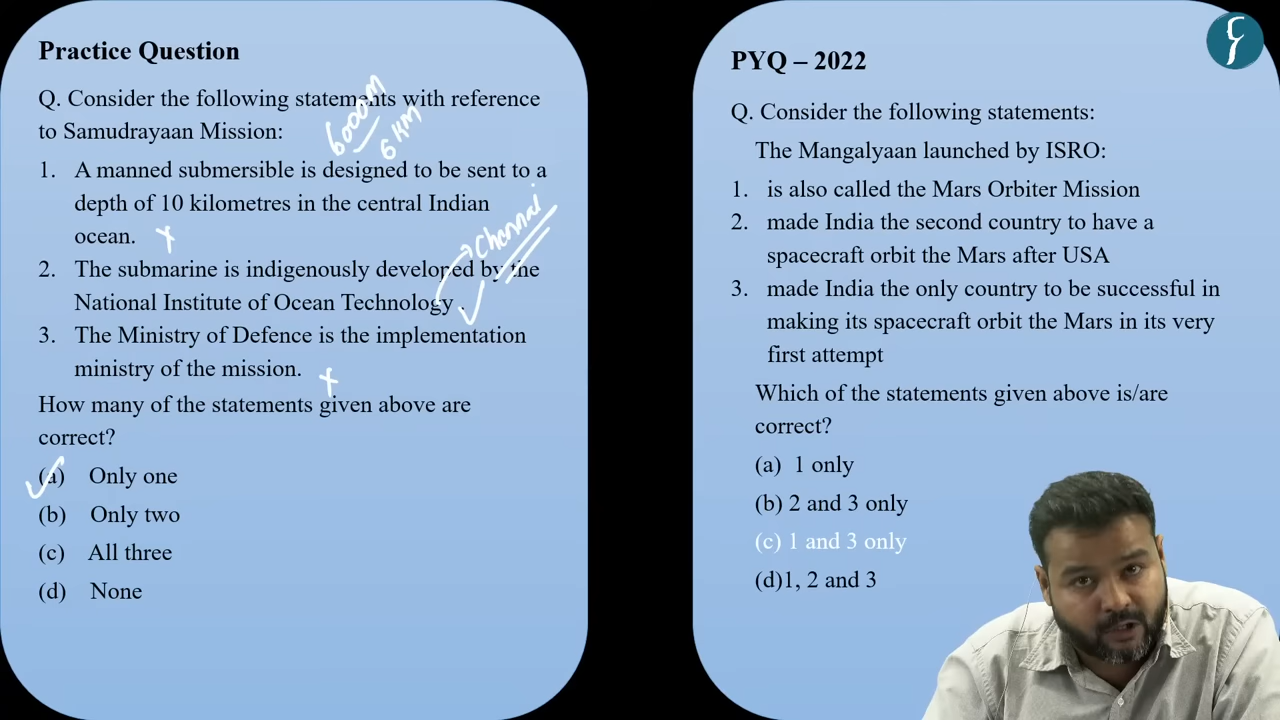 Practice Question
Q. Consider the following statements with reference
to Samudrayaan Mission:
6000M
6 KM
1. A manned submersible is designed to be sent to a
depth of 10 kilometres in the central Indian
ocean.
Chennai
2. The submarine is indigenously developed by the
National Institute of Ocean Technology .
3. The Ministry of Defence is the implementation
ministry of the mission.
How many of the statements given above are
correct?
(a) Only one
(b) Only two
(c) All three
(d) None
PYQ – 2022
Q. Consider the following statements:
The Mangalyaan launched by ISRO:
1. is also called the Mars Orbiter Mission
2. made India the second country to have a
spacecraft orbit the Mars after USA
3. made India the only country to be successful in
making its spacecraft orbit the Mars in its very
first attempt
Which of the statements given above is/are
correct?
(a) 1 only
(b) 2 and 3 only
(c) 1 and 3 only
(d)1, 2 and 3